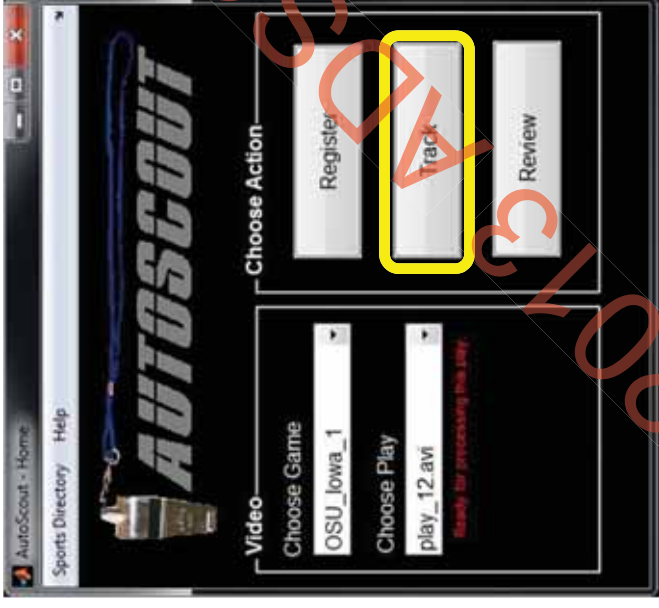 AutoScout - Home
Sports Directory Help
AUTOSCOUT
Video
Choose Game
OSU_Iowa_1
Choose Play
play_12.avi
Ready for processing this play.
Choose Action
Register
Track
Review